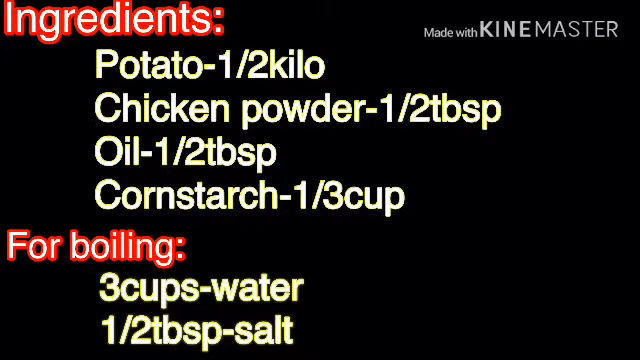 Ingredients:
Made with KINEMASTER
Potato-1/2kilo
Chicken powder-1/2tbsp
Oil-1/2tbsp
Cornstarch-1/3cup
For boiling:
3cups-water
1/2tbsp-salt